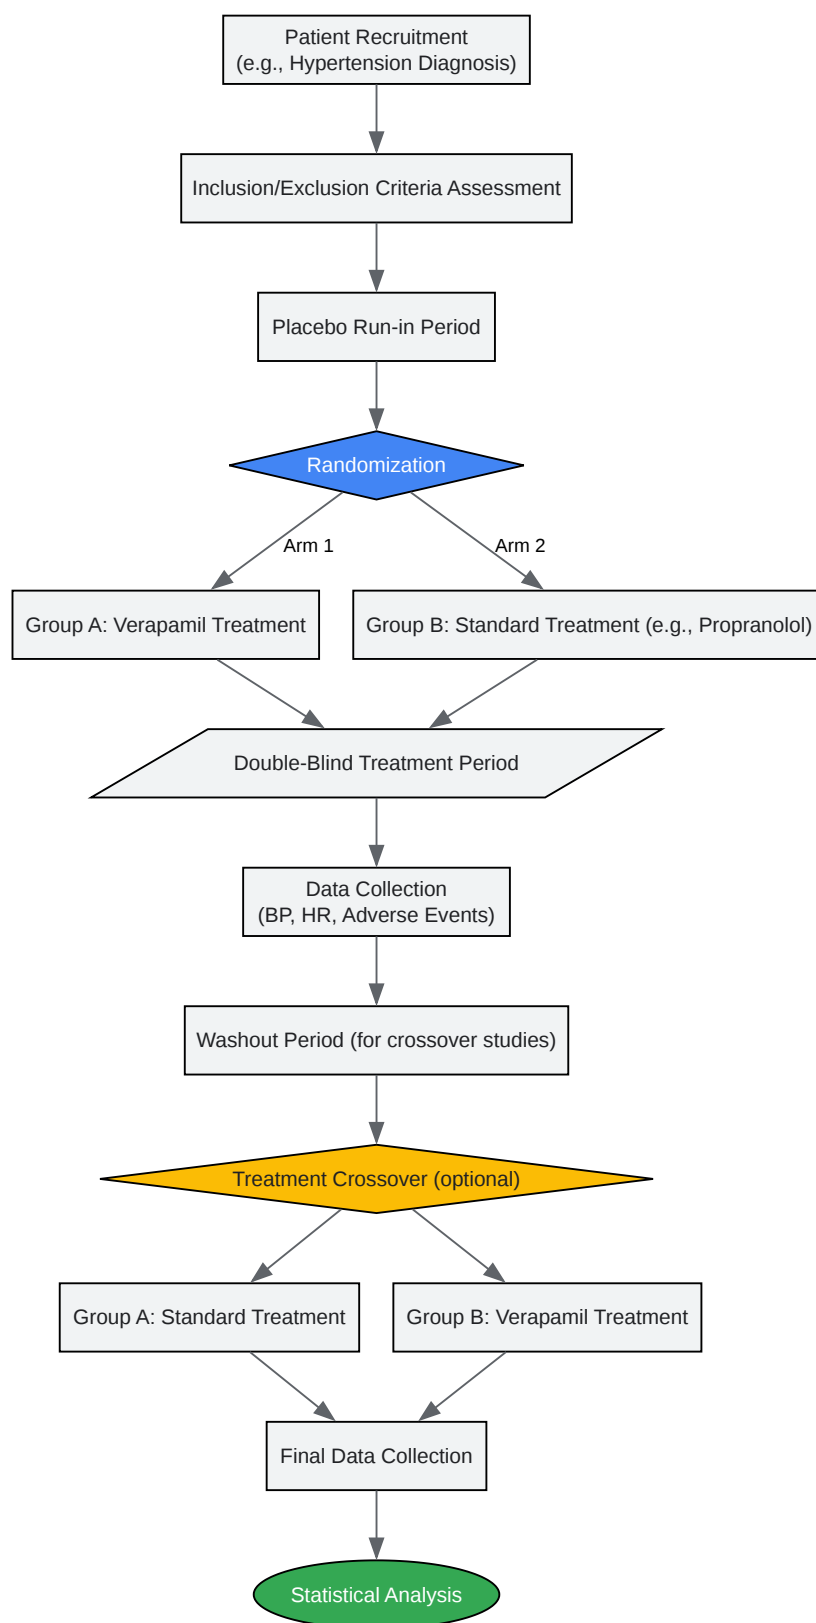 Patient Recruitment
(e.g., Hypertension Diagnosis)
Inclusion/Exclusion Criteria Assessment
Placebo Run-in Period
Randomization
Arm 1
Arm 2
Group A: Verapamil Treatment
Group B: Standard Treatment (e.g., Propranolol)
Double-Blind Treatment Period
Data Collection
(BP, HR, Adverse Events)
Washout Period (for crossover studies)
Treatment Crossover (optional)
Group A: Standard Treatment
Group B: Verapamil Treatment
Final Data Collection
Statistical Analysis